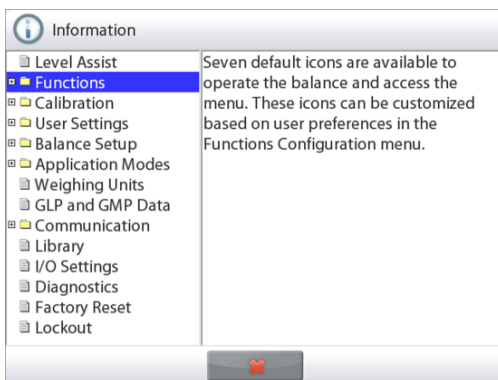 Information
Level Assist
Functions
Calibration
User Settings
Balance Setup
Application Modes
Weighing Units
GLP and GMP Data
Communication
Library
I/O Settings
Diagnostics
Factory Reset
Lockout
Seven default icons are available to
operate the balance and access the
menu. These icons can be customized
based on user preferences in the
Functions Configuration menu.